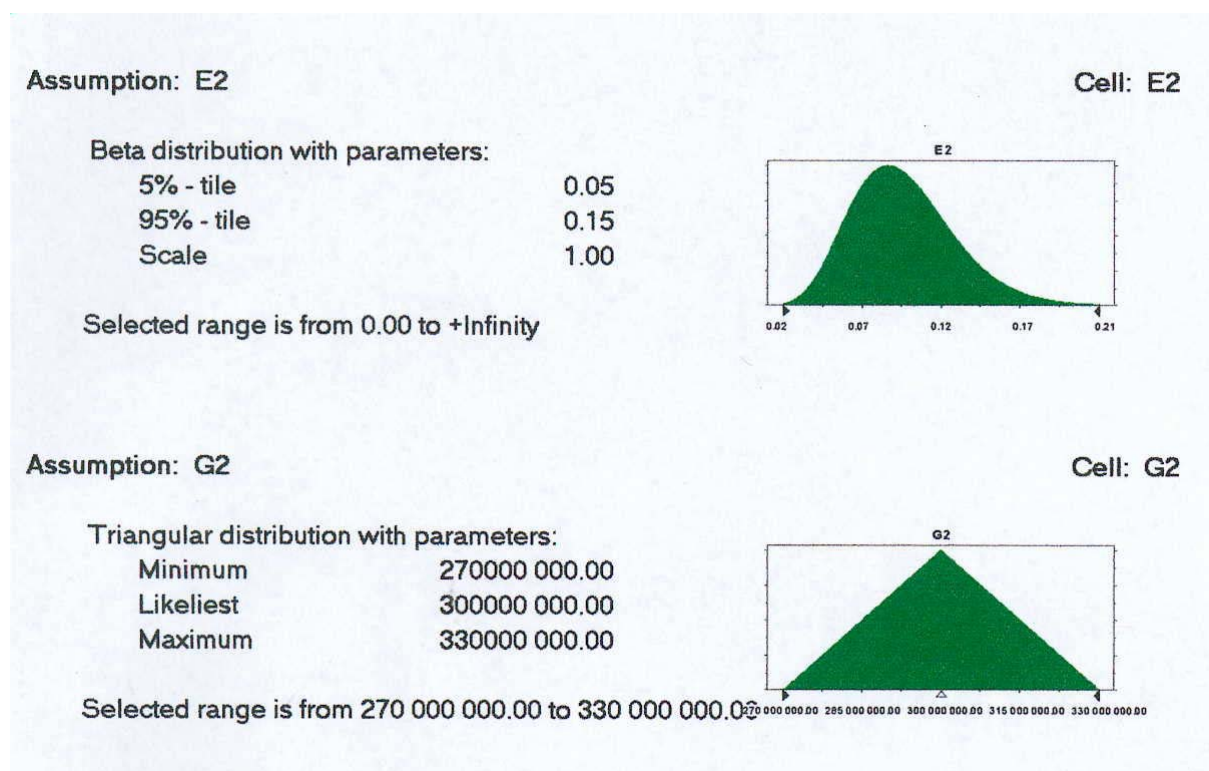 Assumption: E2 Cell: E2
Beta distribution with parameters:
5% - tile 0.05
95% - tile 0.15
Scale 1.00
Selected range is from 0.00 to +Infinity
E2
0.02 0.07 0.12 0.17 0.21
Assumption: G2 Cell: G2
Triangular distribution with parameters:
Minimum 270000 000.00
Likeliest 300000 000.00
Maximum 330000 000.00
Selected range is from 270 000 000.00 to 330 000 000.00
G2
270 000 000.00 285 000 000.00 300 000 000.00 315 000 000.00 330 000 000.00